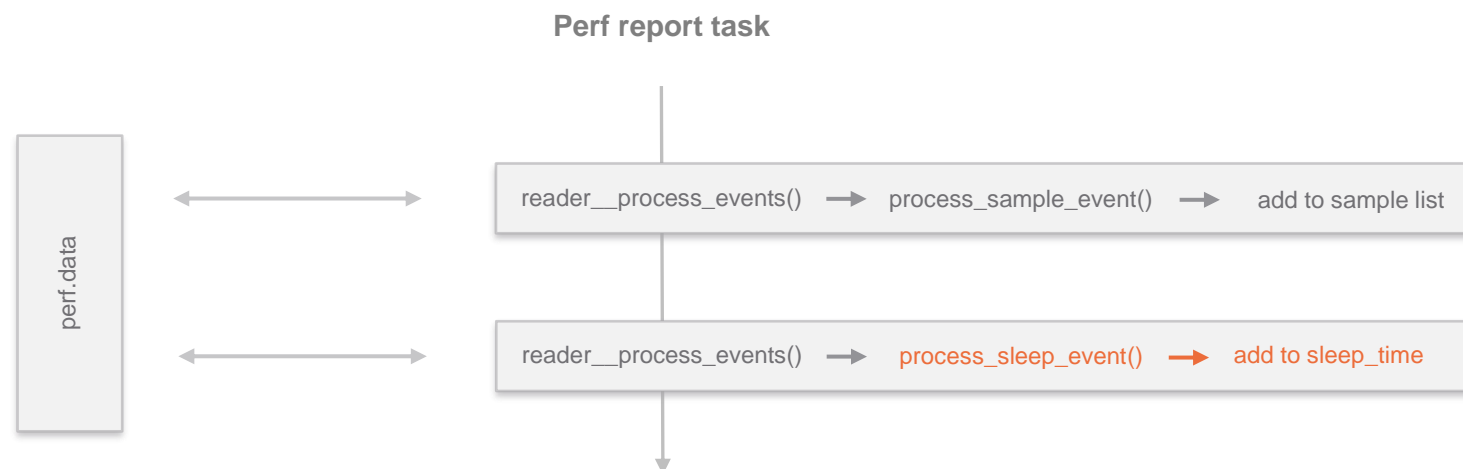 Perf report task
perf.data
reader__process_events() process_sample_event() add to sample list
reader__process_events() process_sleep_event() add to sleep_time